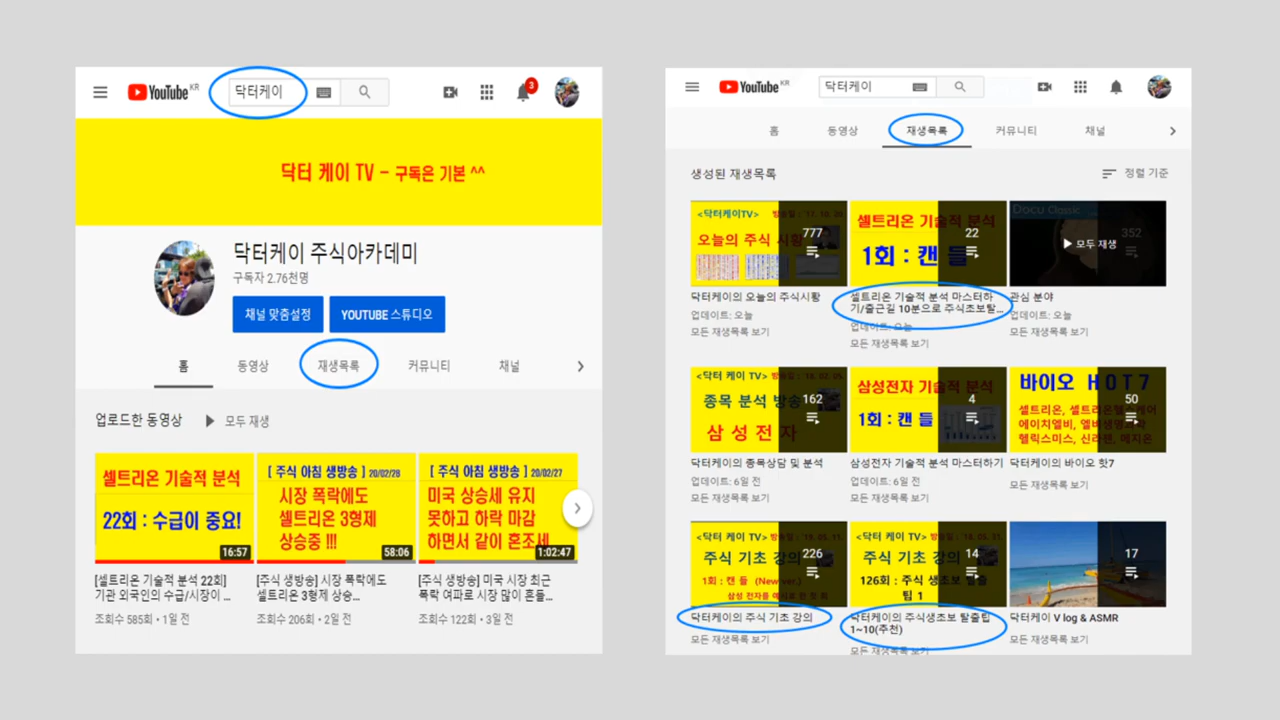 YouTube KR
닥터케이
3
닥터 케이 TV - 구독은 기본 ^^
닥터케이 주식아카데미
구독자 2.76천명
채널 맞춤설정
YOUTUBE 스튜디오
홈 동영상 재생목록 커뮤니티 채널
업로드한 동영상 모두 재생
셀트리온 기술적 분석
22회 : 수급이 중요!
16:57
[셀트리온 기술적 분석 22회]
기관 외국인의 수급/시장이 ...
조회수 585회 • 1일 전
[ 주식 아침 생방송 ] 20/02/28
시장 폭락에도
셀트리온 3형제
상승중 !!!
58:06
[주식 생방송] 시장 폭락에도
셀트리온 3형제 상승...
조회수 206회 • 2일 전
[ 주식 아침 생방송 ] 20/02/27
미국 상승세 유지
못하고 하락 마감
하면서 같이 혼조세
1:02:47
[주식 생방송] 미국 시장 최근
폭락 여파로 시장 많이 흔들...
조회수 122회 • 3일 전
YouTube KR
닥터케이
홈 동영상 재생목록 커뮤니티 채널
생성된 재생목록 정렬 기준
<닥터케이TV>
오늘의 주식 시황
777
닥터케이의 오늘의 주식시황
업데이트: 오늘
모든 재생목록 보기
셀트리온 기술적 분석
1회 : 캔 들
22
셀트리온 기술적 분석 마스터하
기/출근길 10분으로 주식초보탈...
업데이트: 오늘
모든 재생목록 보기
Docu Classic
352
모두 재생
관심 분야
업데이트: 오늘
모든 재생목록 보기
<닥터 케이 TV>
종목 분석 방송
삼 성 전 자
162
닥터케이의 종목상담 및 분석
업데이트: 6일 전
모든 재생목록 보기
삼성전자 기술적 분석
1회 : 캔 들
4
삼성전자 기술적 분석 마스터하기
업데이트: 6일 전
모든 재생목록 보기
바이오 HOT7
셀트리온, 셀트리온헬스케어
에이치엘비, 엘비생명과학
헬릭스미스, 신라젠, 메지온
50
닥터케이의 바이오 핫7
모든 재생목록 보기
<닥터 케이 TV>
주식 기초 강의
1회 : 캔 들 (New ver.)
226
닥터케이의 주식 기초 강의
모든 재생목록 보기
<닥터 케이 TV>
주식 기초 강의
126회 : 주식 생초보 탈출
팁 1
14
닥터케이의 주식생초보 탈출팁
1~10(추천)
모든 재생목록 보기
17
닥터케이 V log & ASMR
모든 재생목록 보기